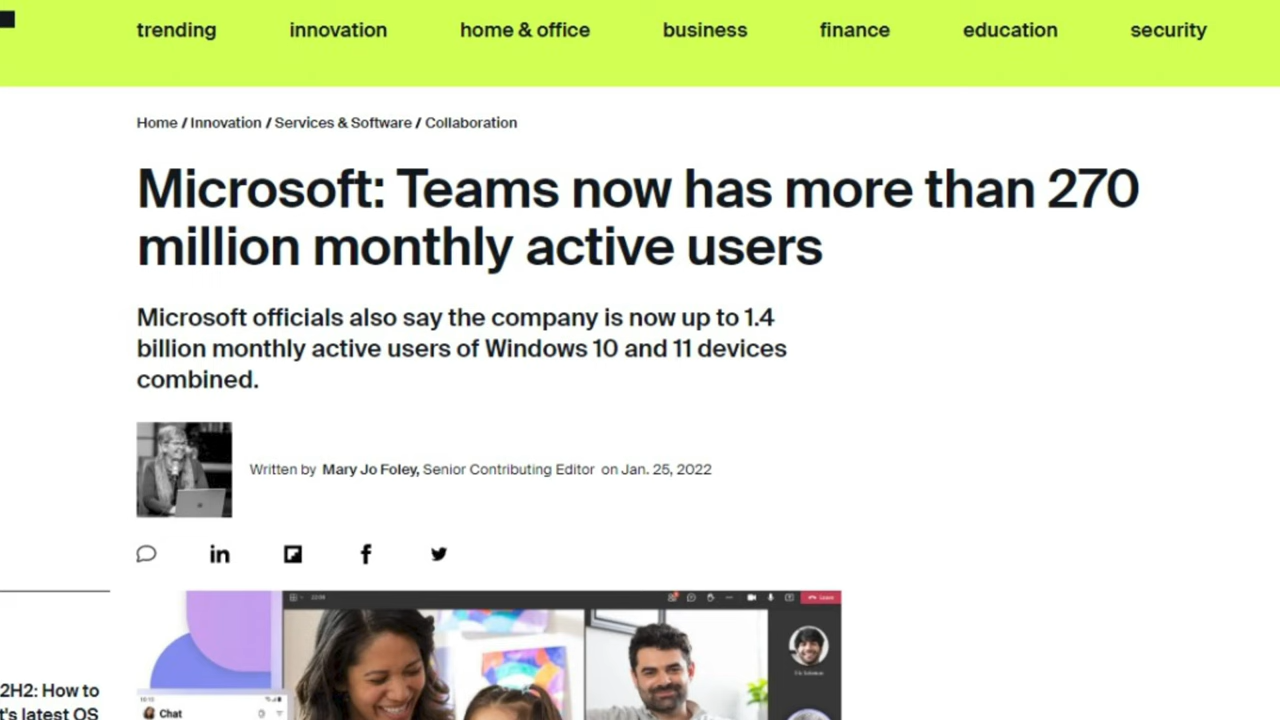 trending innovation home & office business finance education security
Home / Innovation / Services & Software / Collaboration
Microsoft: Teams now has more than 270
million monthly active users
Microsoft officials also say the company is now up to 1.4
billion monthly active users of Windows 10 and 11 devices
combined.
Written by Mary Jo Foley, Senior Contributing Editor on Jan. 25, 2022
in f
Leave
2H2: How to
t's latest OS
Chat